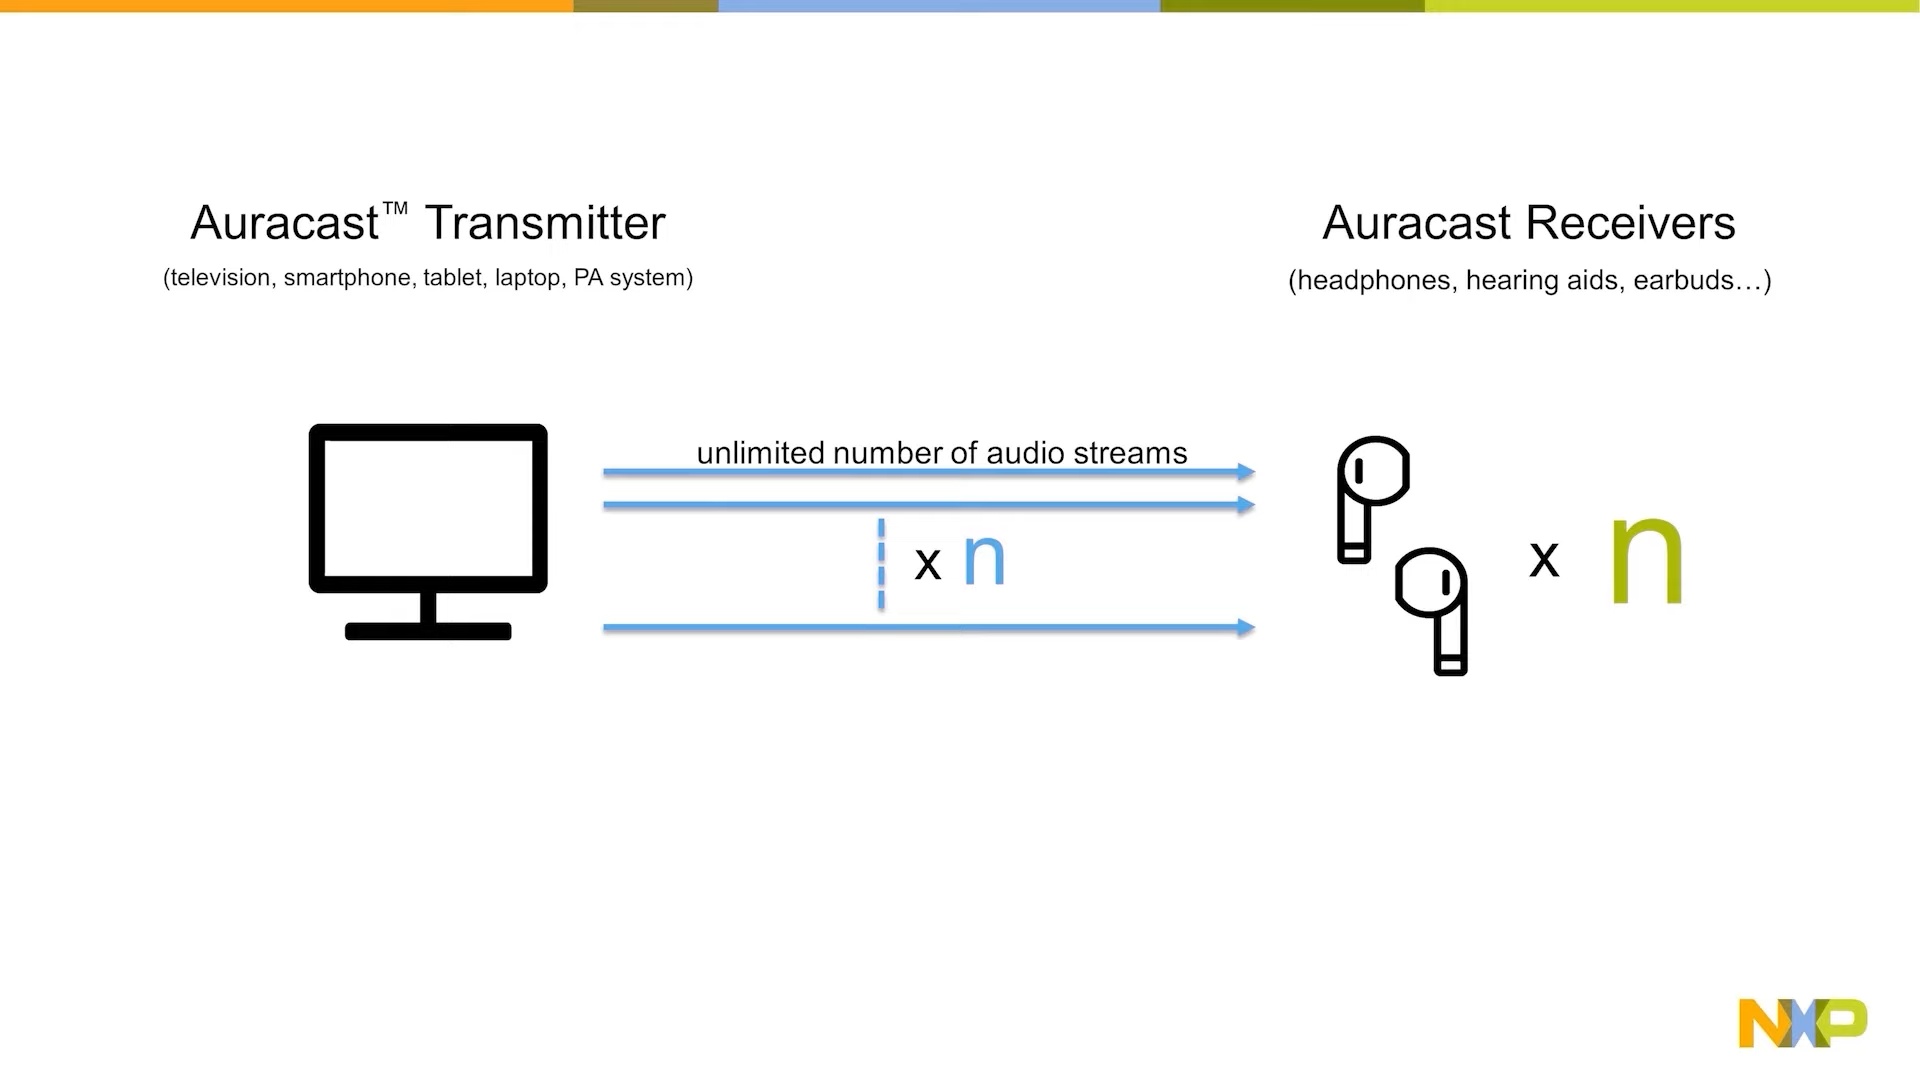 Auracast™ Transmitter
(television, smartphone, tablet, laptop, PA system)
Auracast Receivers
(headphones, hearing aids, earbuds...)
unlimited number of audio streams
x n
x n
NXP